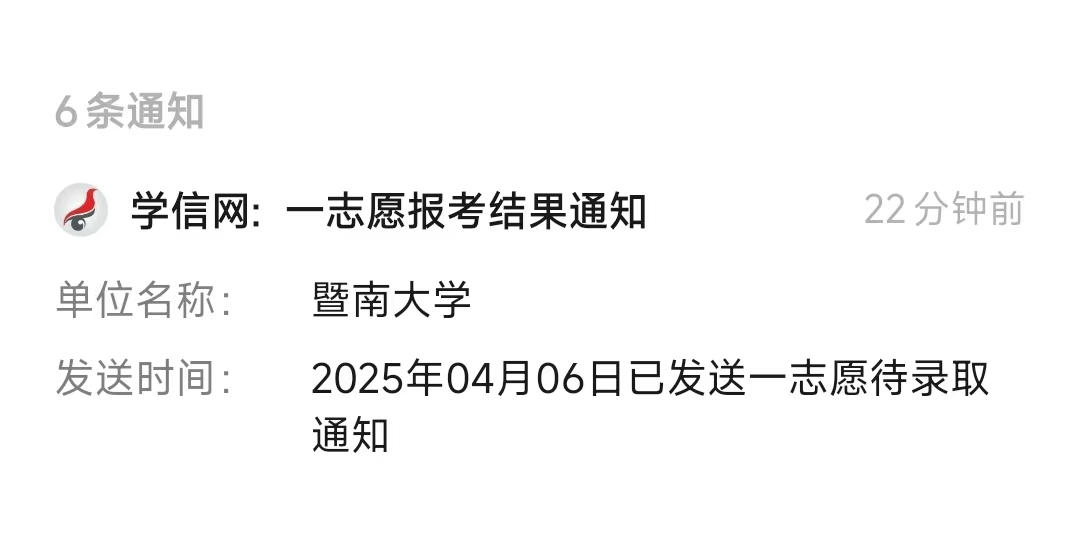 6条通知
学信网：一志愿报考结果通知 22分钟前
单位名称： 暨南大学
发送时间： 2025年04月06日已发送一志愿待录取
通知